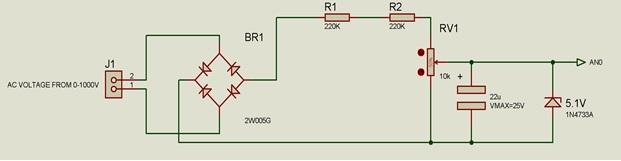 R1
220K
R2
220K
RV1
BR1
J1
2
1
AC VOLTAGE FROM 0-1000V
AN0
+
10k
22u
VMAX=25V
5.1V
1N4733A
2W005G